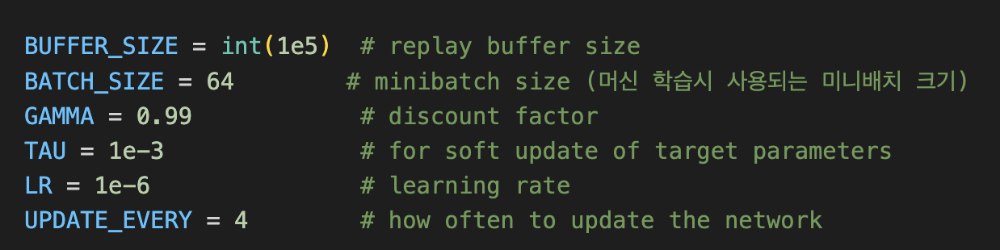 BUFFER_SIZE = int(1e5)  # replay buffer size
BATCH_SIZE = 64        # minibatch size (머신 학습시 사용되는 미니배치 크기)
GAMMA = 0.99            # discount factor
TAU = 1e-3              # for soft update of target parameters
LR = 1e-6               # learning rate
UPDATE_EVERY = 4        # how often to update the network